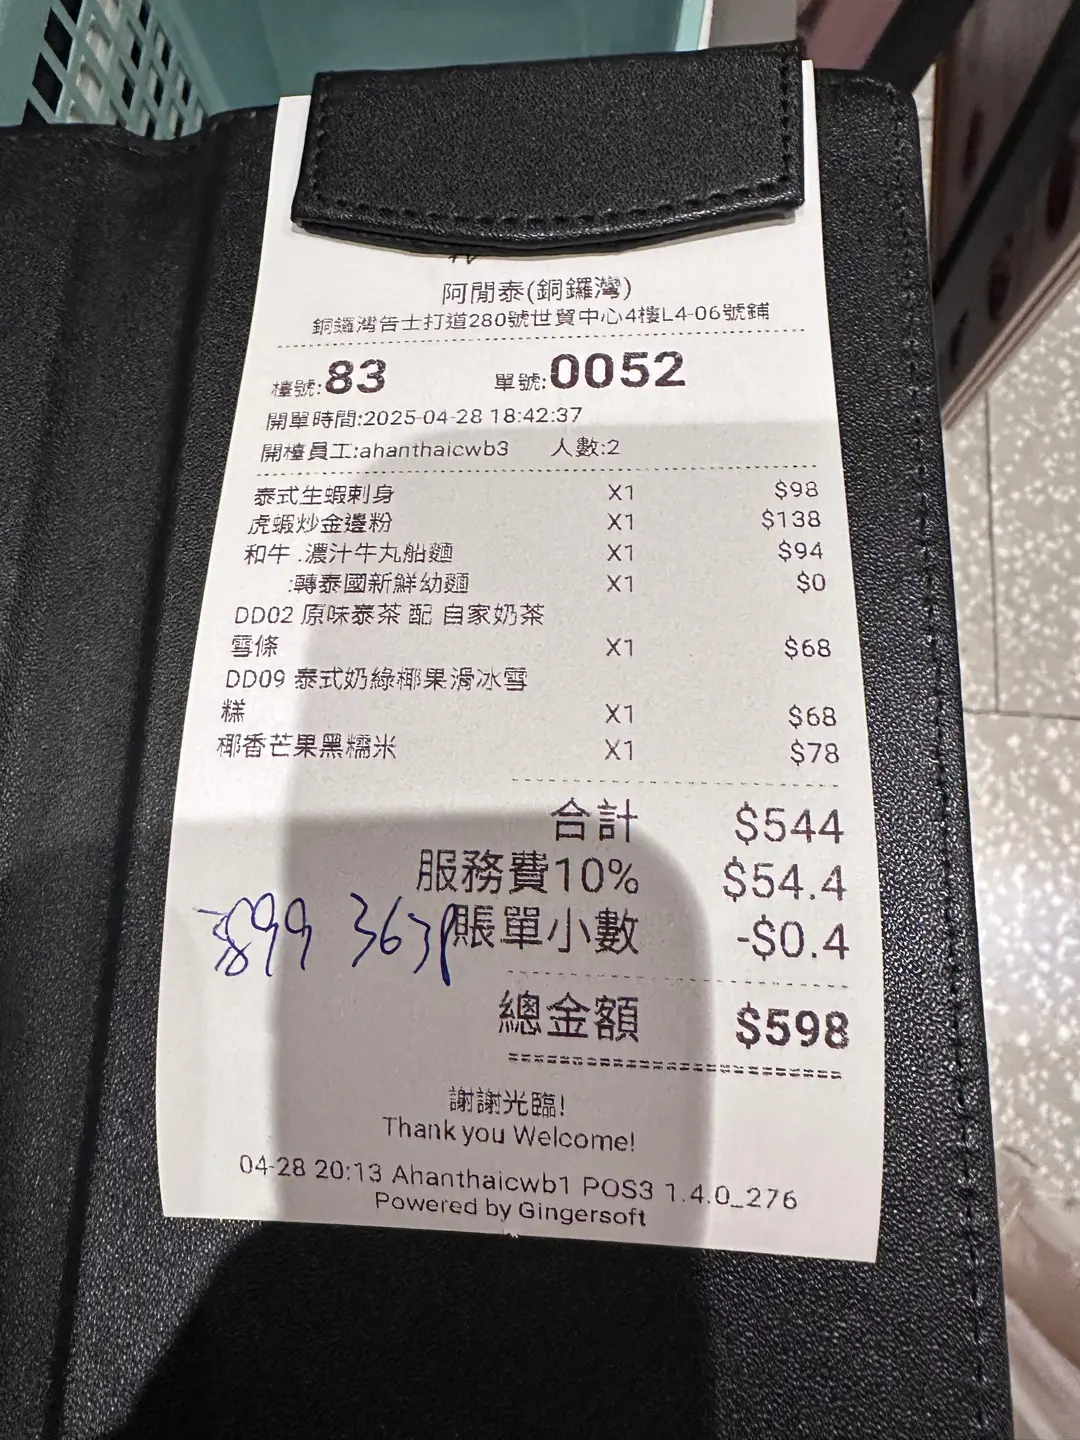 阿閒泰(銅鑼灣)
銅鑼灣告士打道280號世貿中心4樓L4-06號鋪
檯號:83 單號:0052
開單時間:2025-04-28 18:42:37
開檯員工:ahanthaicwb3 人數:2
泰式生蝦刺身 X1 $98
虎蝦炒金邊粉 X1 $138
和牛 .濃汁牛丸船麵 X1 $94
:轉泰國新鮮幼麵 X1 $0
DD02 原味泰茶 配 自家奶茶
雪條 X1 $68
DD09 泰式奶綠椰果滑冰雪
糕 X1 $68
椰香芒果黑糯米 X1 $78
合計 $544
服務費10% $54.4
賬單小數 -$0.4
總金額 $598
謝謝光臨!
Thank you Welcome!
04-28 20:13 Ahanthaicwb1 POS3 1.4.0_276
Powered by Gingersoft